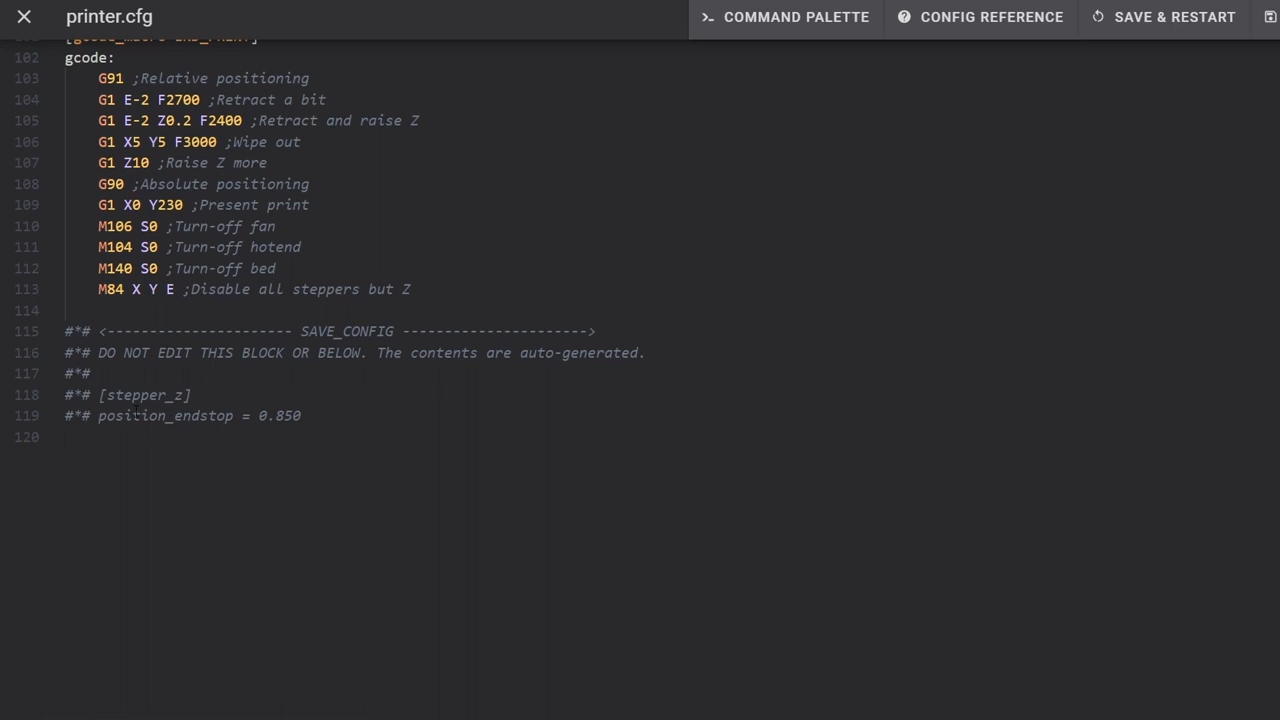 printer.cfg
COMMAND PALETTE
CONFIG REFERENCE
SAVE & RESTART
102 gcode:
103 G91 ;Relative positioning
104 G1 E-2 F2700 ;Retract a bit
105 G1 E-2 Z0.2 F2400 ;Retract and raise Z
106 G1 X5 Y5 F3000 ;Wipe out
107 G1 Z10 ;Raise Z more
108 G90 ;Absolute positioning
109 G1 X0 Y230 ;Present print
110 M106 S0 ;Turn-off fan
111 M104 S0 ;Turn-off hotend
112 M140 S0 ;Turn-off bed
113 M84 X Y E ;Disable all steppers but Z
114
115 #*# <---------------------- SAVE_CONFIG ---------------------->
116 #*# DO NOT EDIT THIS BLOCK OR BELOW. The contents are auto-generated.
117 #*#
118 #*# [stepper_z]
119 #*# position_endstop = 0.850
120